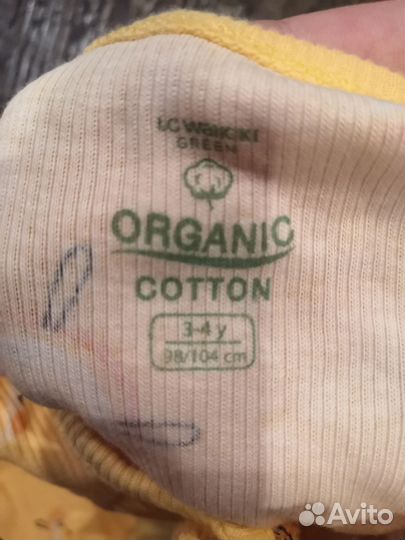 LC Waikiki
GREEN
ORGANIC
COTTON
3-4 y
98/104 cm
Avito